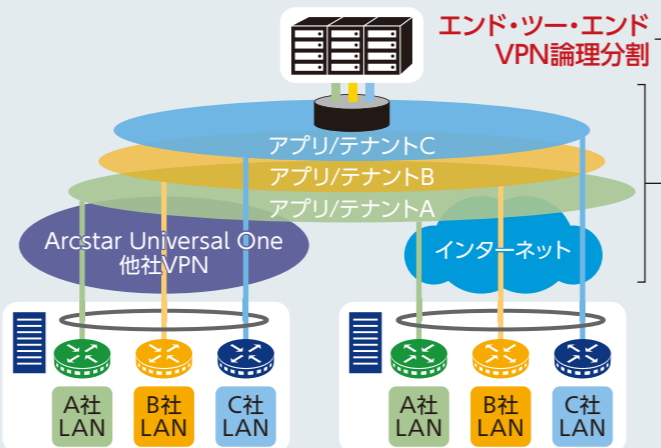 エンド・ツー・エンド
VPN論理分割
アプリ/テナントC
アプリ/テナントB
アプリ/テナントA
Arcstar Universal One
他社VPN
インターネット
A社
LAN
B社
LAN
C社
LAN
A社
LAN
B社
LAN
C社
LAN